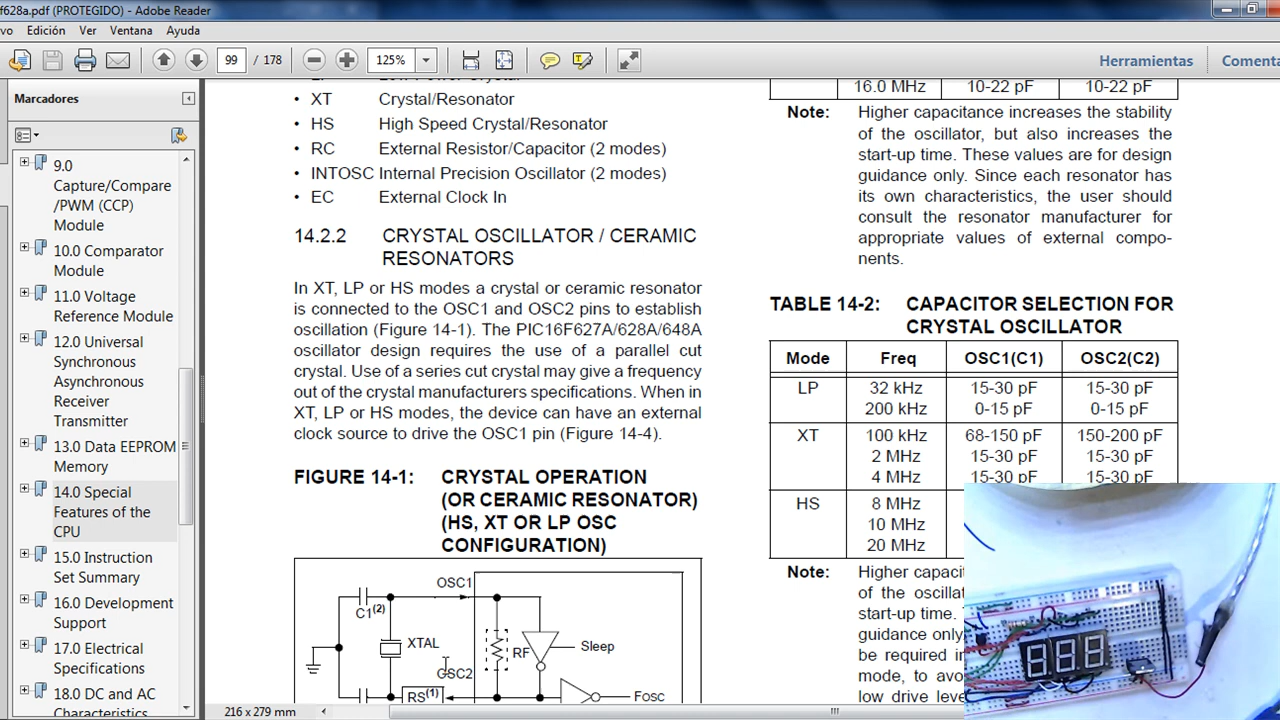 f628a.pdf (PROTEGIDO) - Adobe Reader
vo Edición Ver Ventana Ayuda
99 / 178 125% Herramientas Comenta
Marcadores
9.0
Capture/Compare
/PWM (CCP)
Module
10.0 Comparator
Module
11.0 Voltage
Reference Module
12.0 Universal
Synchronous
Asynchronous
Receiver
Transmitter
13.0 Data EEPROM
Memory
14.0 Special
Features of the
CPU
15.0 Instruction
Set Summary
16.0 Development
Support
17.0 Electrical
Specifications
18.0 DC and AC
Characteristics
• XT Crystal/Resonator
• HS High Speed Crystal/Resonator
• RC External Resistor/Capacitor (2 modes)
• INTOSC Internal Precision Oscillator (2 modes)
• EC External Clock In
14.2.2 CRYSTAL OSCILLATOR / CERAMIC
RESONATORS
In XT, LP or HS modes a crystal or ceramic resonator
is connected to the OSC1 and OSC2 pins to establish
oscillation (Figure 14-1). The PIC16F627A/628A/648A
oscillator design requires the use of a parallel cut
crystal. Use of a series cut crystal may give a frequency
out of the crystal manufacturers specifications. When in
XT, LP or HS modes, the device can have an external
clock source to drive the OSC1 pin (Figure 14-4).
FIGURE 14-1: CRYSTAL OPERATION
(OR CERAMIC RESONATOR)
(HS, XT OR LP OSC
CONFIGURATION)
OSC1
C1(2)
XTAL
RF
Sleep
OSC2
RS(1)
FOSC
16.0 MHz 10-22 pF 10-22 pF
Note: Higher capacitance increases the stability
of the oscillator, but also increases the
start-up time. These values are for design
guidance only. Since each resonator has
its own characteristics, the user should
consult the resonator manufacturer for
appropriate values of external compo-
nents.
TABLE 14-2: CAPACITOR SELECTION FOR
CRYSTAL OSCILLATOR
Mode Freq OSC1(C1) OSC2(C2)
LP 32 kHz 15-30 pF 15-30 pF
200 kHz 0-15 pF 0-15 pF
XT 100 kHz 68-150 pF 150-200 pF
2 MHz 15-30 pF 15-30 pF
4 MHz 15-30 pF 15-30 pF
HS 8 MHz
10 MHz
20 MHz
Note: Higher capaci
of the oscillat
start-up time.
guidance only
be required in
mode, to avo
low drive leve
216 x 279 mm